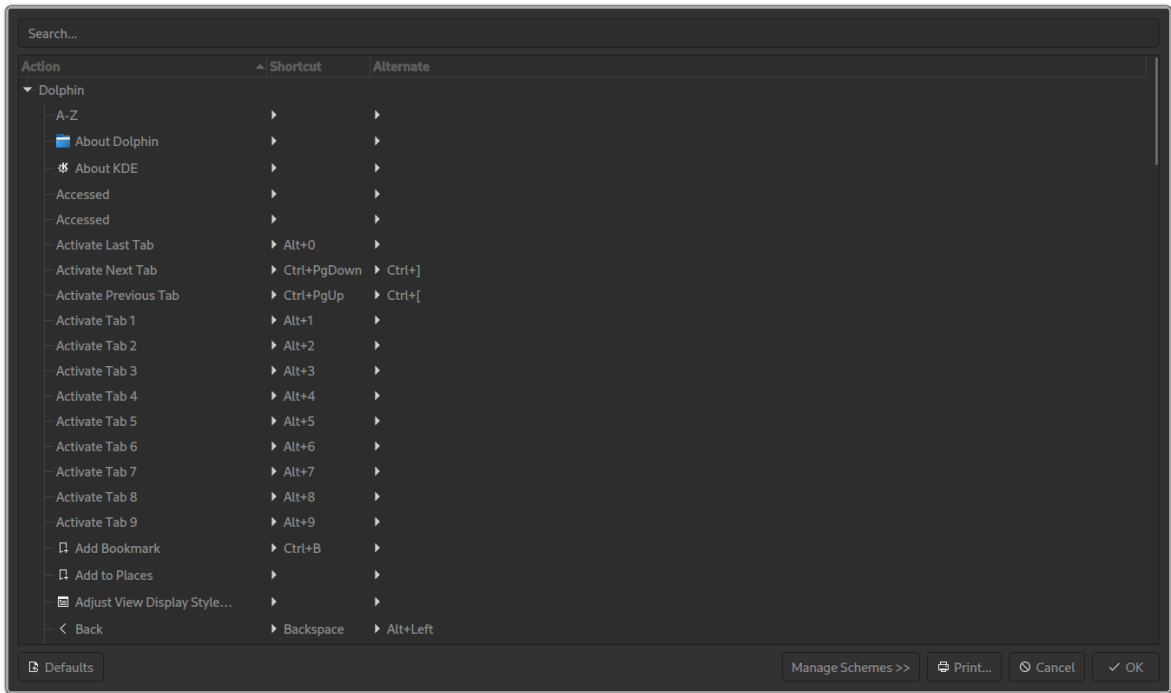 Search...
Action Shortcut Alternate
Dolphin
A-Z
About Dolphin
About KDE
Accessed
Accessed
Activate Last Tab Alt+0
Activate Next Tab Ctrl+PgDown Ctrl+]
Activate Previous Tab Ctrl+PgUp Ctrl+[
Activate Tab 1 Alt+1
Activate Tab 2 Alt+2
Activate Tab 3 Alt+3
Activate Tab 4 Alt+4
Activate Tab 5 Alt+5
Activate Tab 6 Alt+6
Activate Tab 7 Alt+7
Activate Tab 8 Alt+8
Activate Tab 9 Alt+9
Add Bookmark Ctrl+B
Add to Places
Adjust View Display Style...
Back Backspace Alt+Left
Defaults Manage Schemes >> Print... Cancel OK